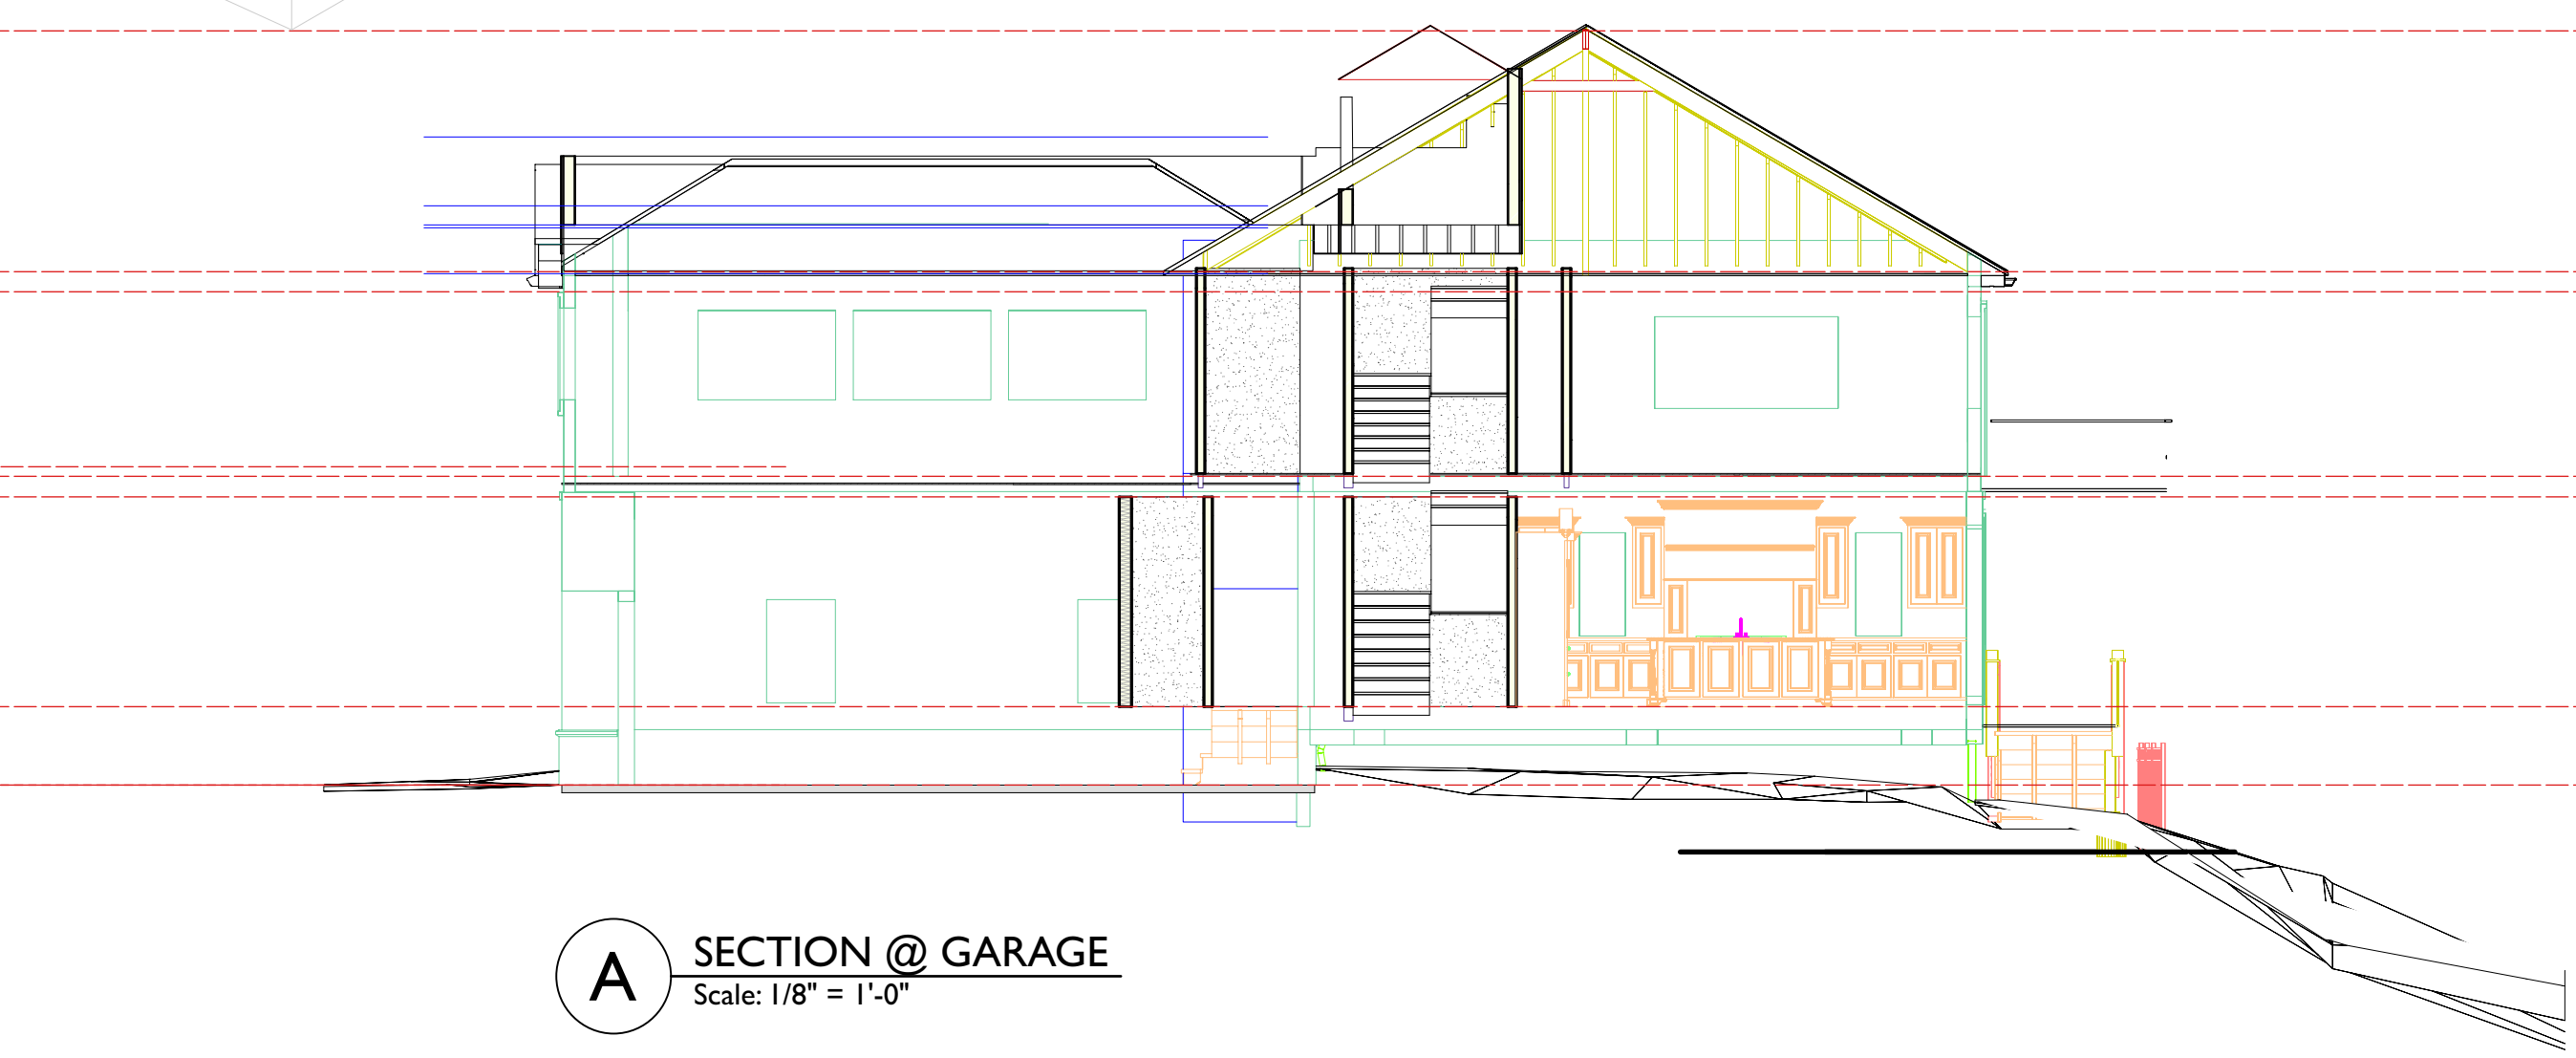 A
SECTION @ GARAGE
Scale: 1/8" = 1'-0"